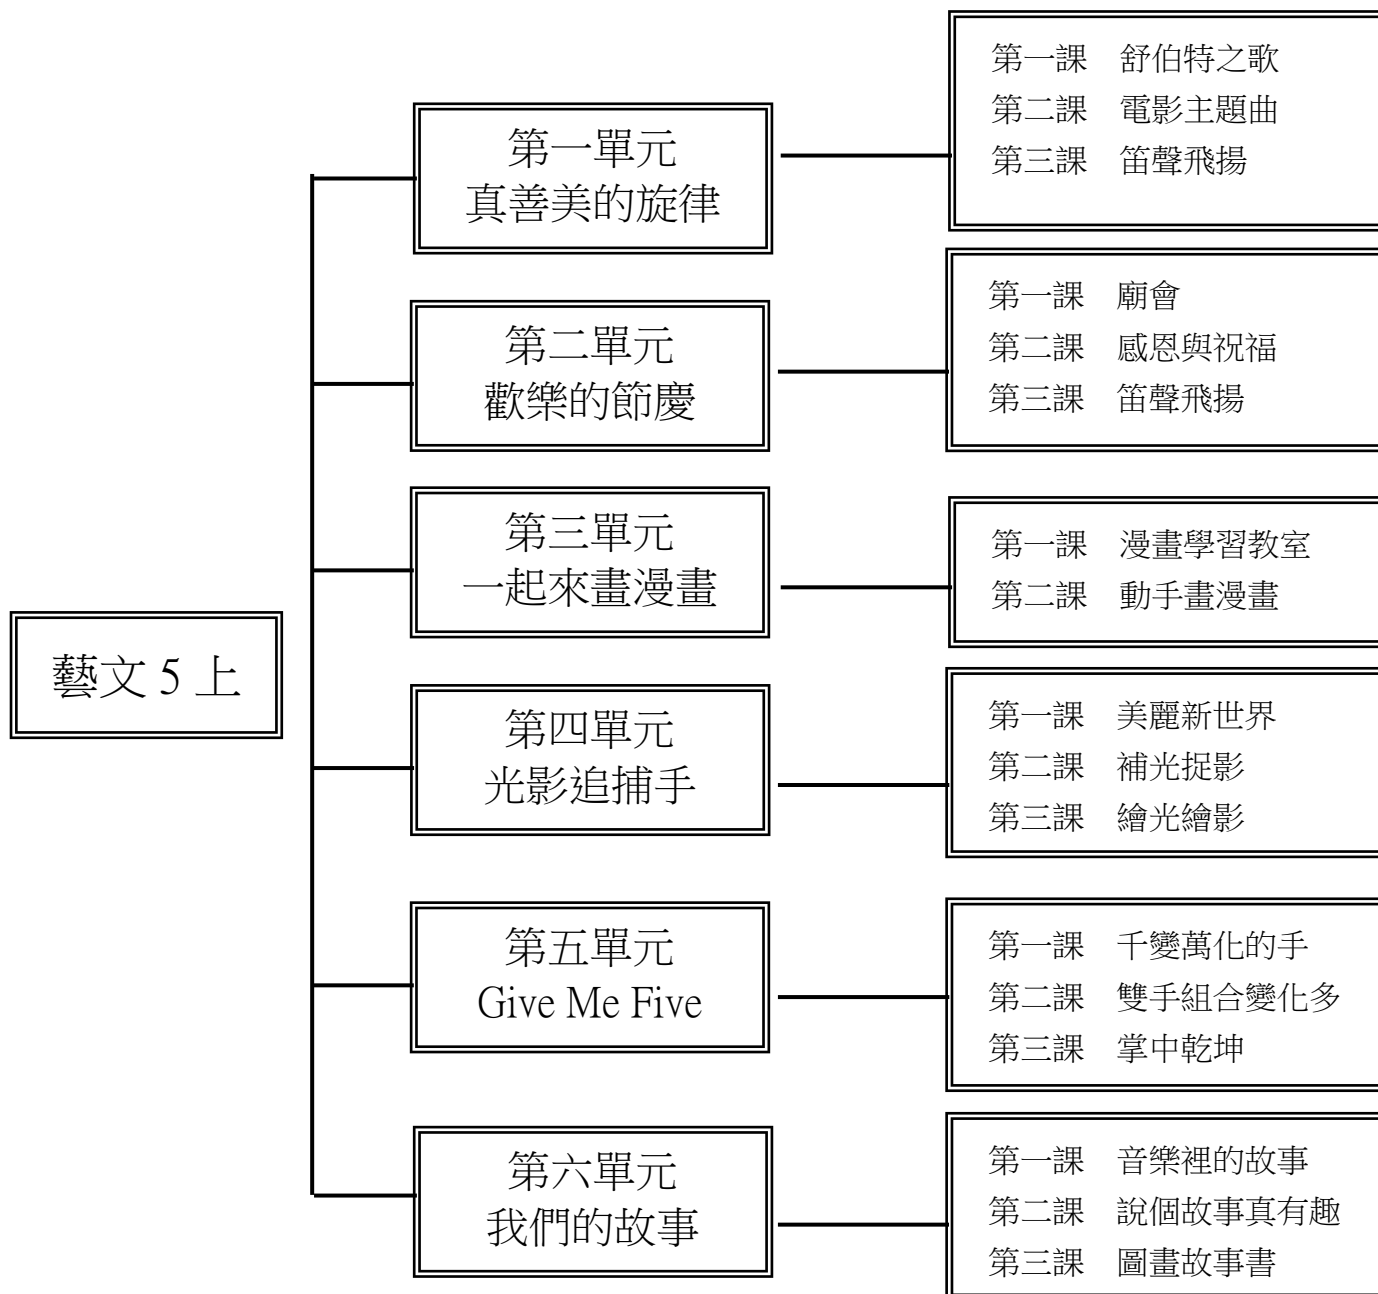 藝文 5 上
第一單元
真善美的旋律
第一課　舒伯特之歌
第二課　電影主題曲
第三課　笛聲飛揚
第二單元
歡樂的節慶
第一課　廟會
第二課　感恩與祝福
第三課　笛聲飛揚
第三單元
一起來畫漫畫
第一課　漫畫學習教室
第二課　動手畫漫畫
第四單元
光影追捕手
第一課　美麗新世界
第二課　補光捉影
第三課　繪光繪影
第五單元
Give Me Five
第一課　千變萬化的手
第二課　雙手組合變化多
第三課　掌中乾坤
第六單元
我們的故事
第一課　音樂裡的故事
第二課　說個故事真有趣
第三課　圖畫故事書